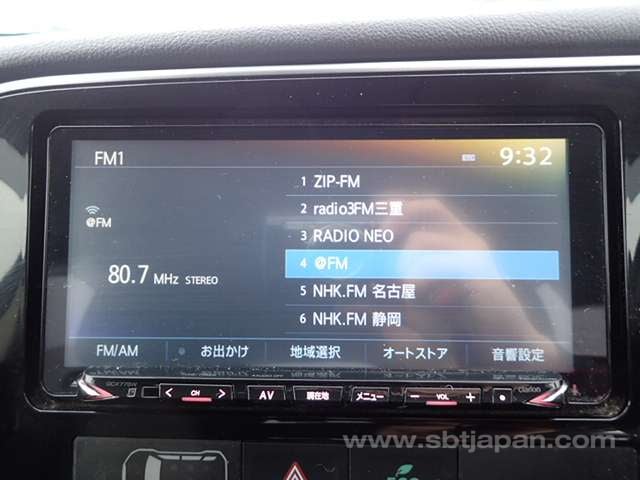 FM1 9:32
@FM
80.7 MHz STEREO
1 ZIP-FM
2 radio3FM三重
3 RADIO NEO
4 @FM
5 NHK.FM 名古屋
6 NHK.FM 静岡
FM/AM お出かけ 地域選択 オートストア 音響設定
CH AV 現在地 メニュー − VOL + clarion
www.sbtjapan.com
ECO